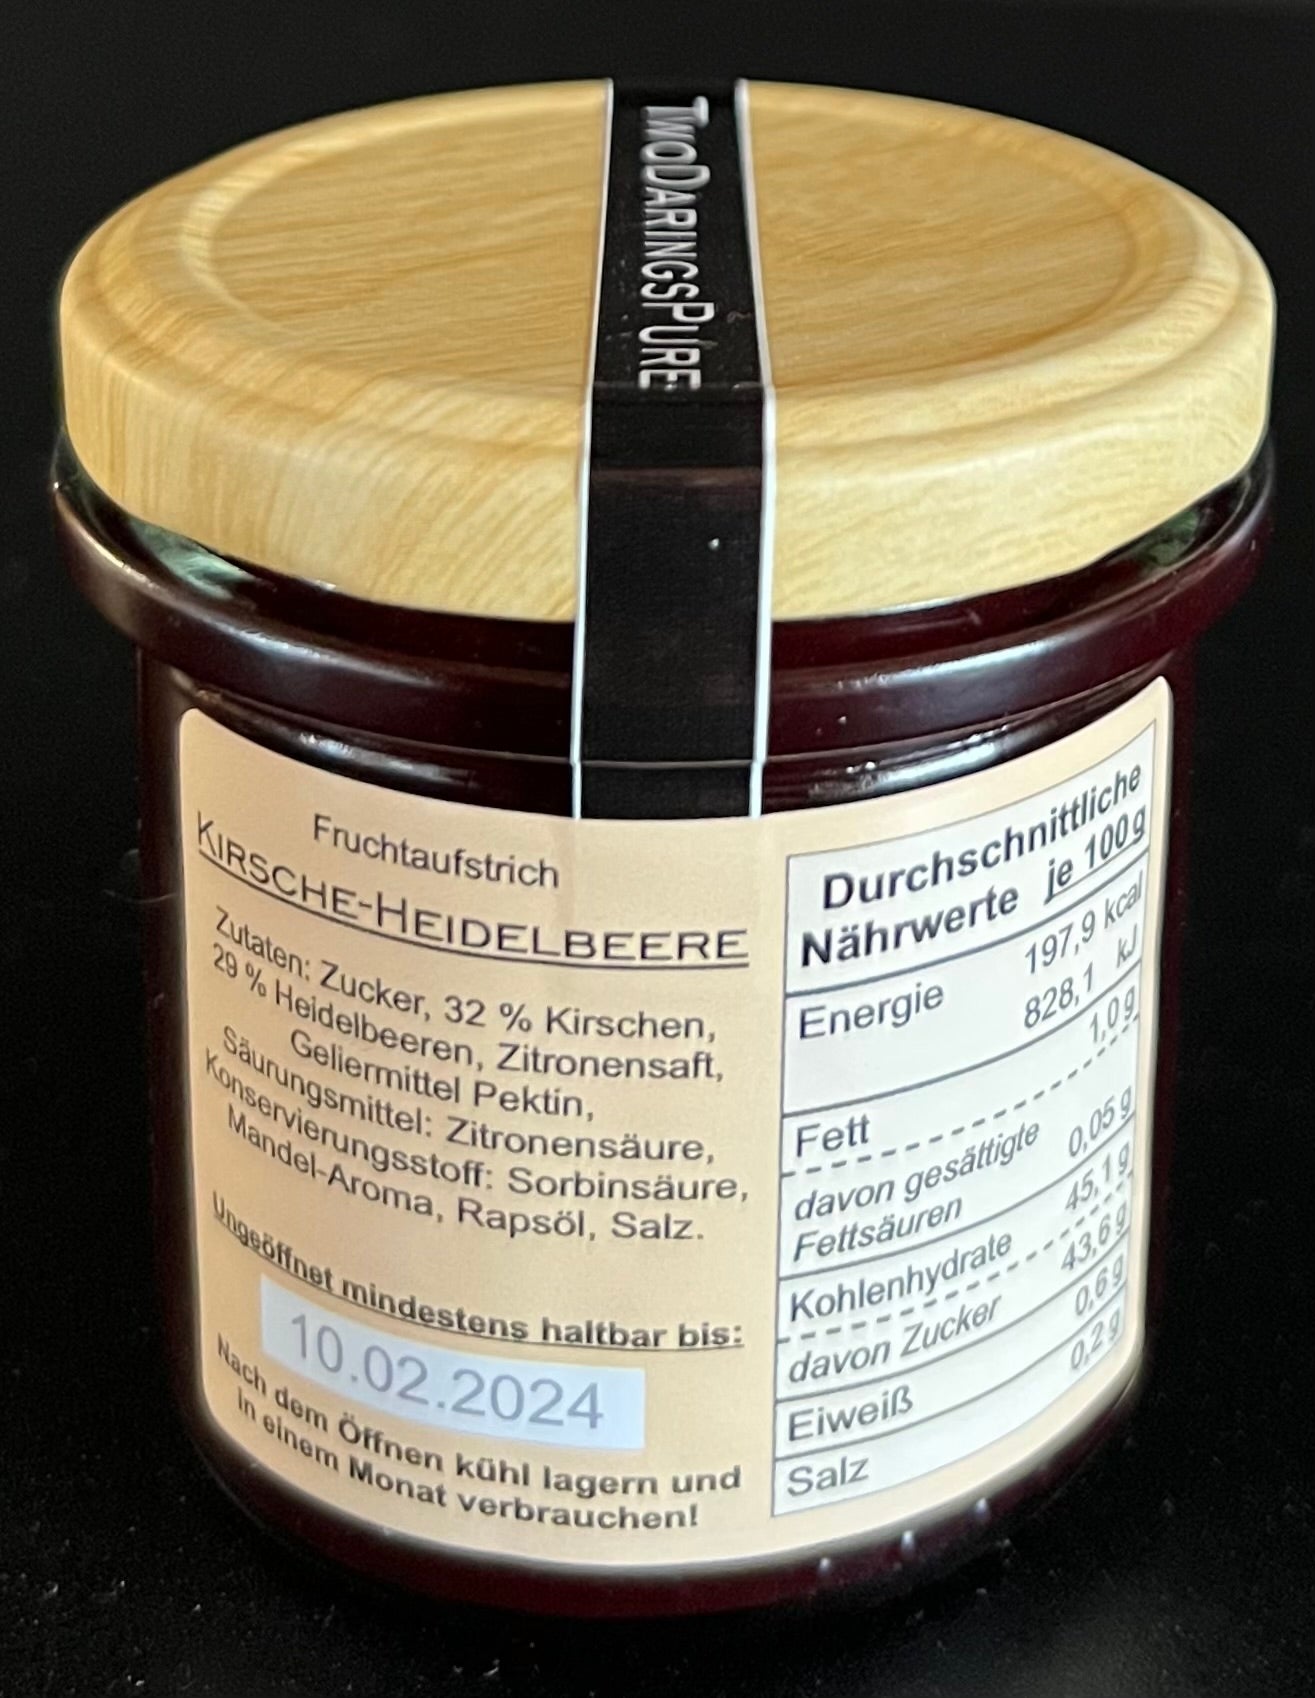 TWODARINGSPURE
Fruchtaufstrich
KIRSCHE-HEIDELBEERE
Zutaten: Zucker, 32 % Kirschen,
29 % Heidelbeeren, Zitronensaft,
Geliermittel Pektin,
Säurungsmittel: Zitronensäure,
Konservierungsstoff: Sorbinsäure,
Mandel-Aroma, Rapsöl, Salz.
Ungeöffnet mindestens haltbar bis:
10.02.2024
Nach dem Öffnen kühl lagern und
in einem Monat verbrauchen!
Durchschnittliche
Nährwerte je 100g
Energie 197,9 kcal
828,1 kJ
Fett 1,0 g
davon gesättigte
Fettsäuren 0,05 g
Kohlenhydrate 45,1 g
davon Zucker 43,6 g
Eiweiß 0,6 g
Salz 0,2 g